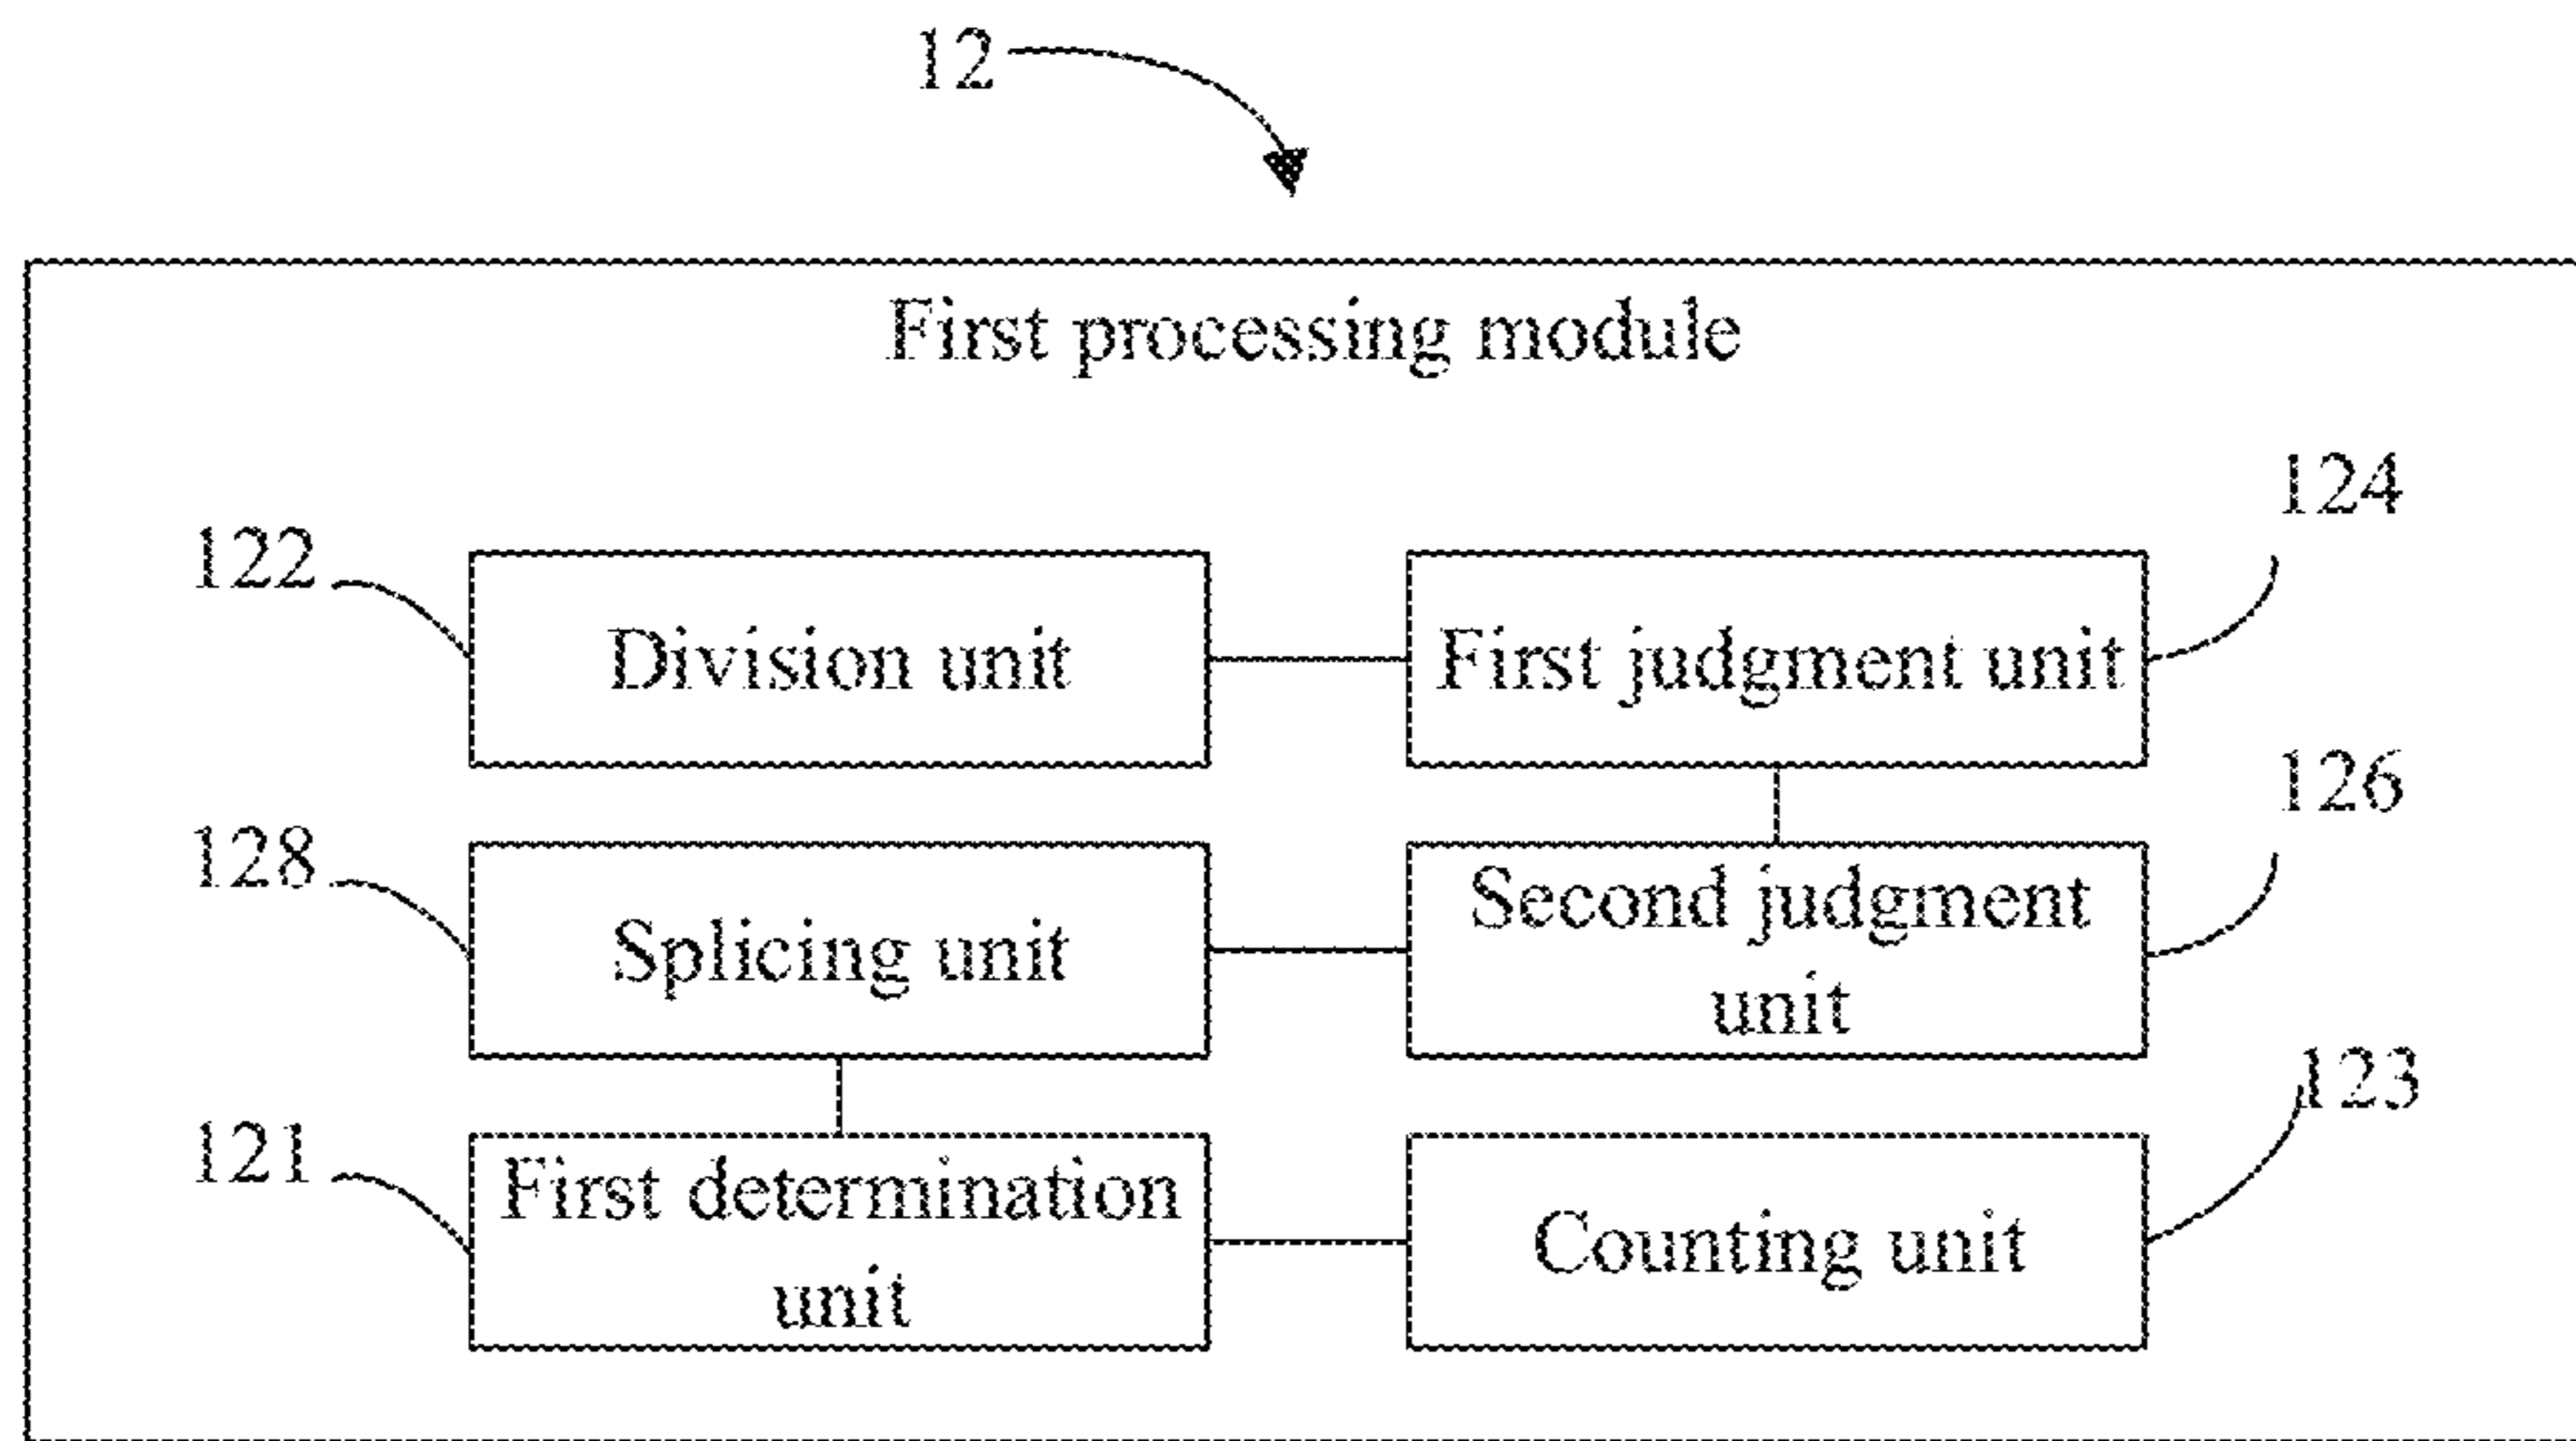 12
First processing module
124
122
Division unit
First judgment unit
126
128
Splicing unit
Second judgment
unit
123
121
First determination
unit
Counting unit